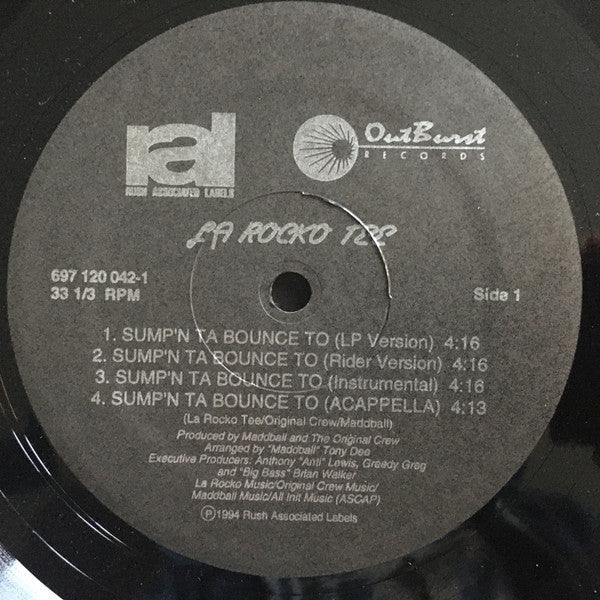 ral
RUSH ASSOCIATED LABELS
OutBurst
RECORDS
LA ROCKO TEE
697 120 042-1
33 1/3 RPM
Side 1
1. SUMP'N TA BOUNCE TO (LP Version) 4:16
2. SUMP'N TA BOUNCE TO (Rider Version) 4:16
3. SUMP'N TA BOUNCE TO (Instrumental) 4:16
4. SUMP'N TA BOUNCE TO (ACAPPELLA) 4:13
(La Rocko Tee/Original Crew/Maddball)
Produced by Maddball and The Original Crew
Arranged by "Maddball" Tony Dee
Executive Producers: Anthony "Anti" Lewis, Greedy Greg
and "Big Bass" Brian Walker
La Rocko Music/Original Crew Music/
Maddball Music/All Init Music (ASCAP)
Ⓟ1994 Rush Associated Labels